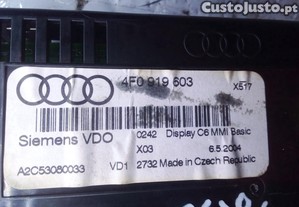 CustoJusto.pt
4F0 919 603
X517
Siemens VDO
0242 Display C6 MMI Basic
X03 6.5.2004
A2C53080033 VD1 2732 Made in Czech Republic